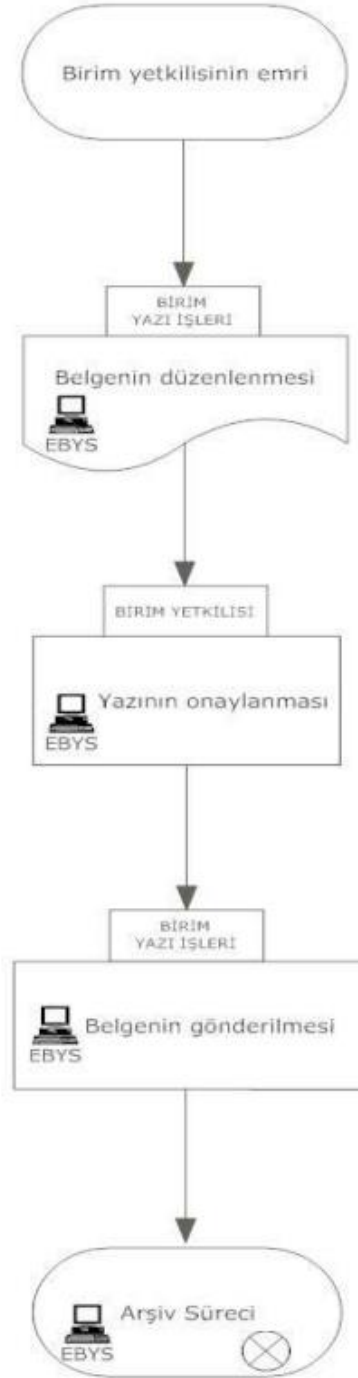 Birim yetkilisinin emri
BİRİM
YAZI İŞLERİ
Belgenin düzenlenmesi
EBYS
BİRİM YETKİLİSİ
Yazının onaylanması
EBYS
BİRİM
YAZI İŞLERİ
Belgenin gönderilmesi
EBYS
Arşiv Süreci
EBYS